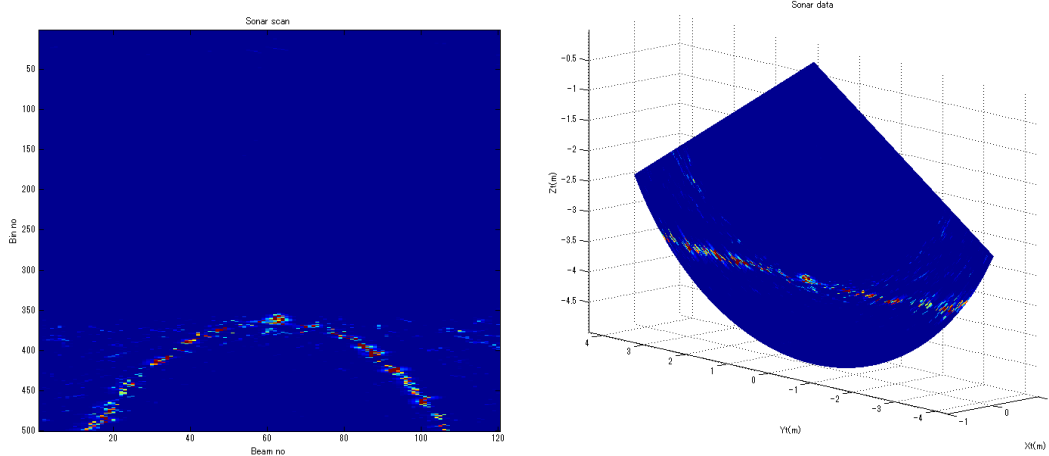 Sonar scan
50
100
150
200
250
300
350
400
450
500
Bin no
20 40 60 80 100 120
Beam no
Sonar data
-0.5
-1
-1.5
-2
-2.5
-3
-3.5
-4
-4.5
Zt(m)
4 3 2 1 0 -1 -2 -3 -4
Yt(m)
-1 0
Xt(m)